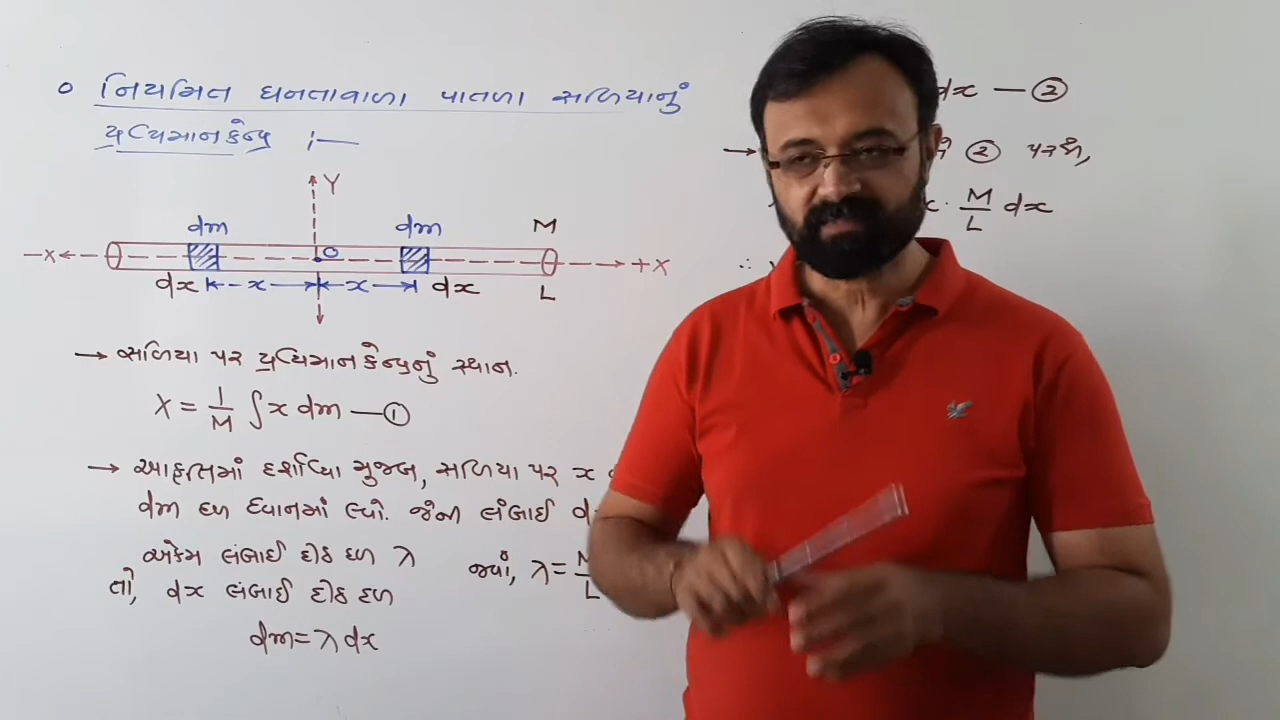 ० નિયમિત ઘનતાવાળા પાતળા સળિયાનું
દ્રવ્યમાનકેન્દ્ર :—
Y
dm dm M
-X O +X
dx x x dx L
→ સળિયા પર દ્રવ્યમાનકેન્દ્રનું સ્થાન.
X = 1/M ∫ x dm — ①
→ આકૃતિમાં દર્શાવ્યા મુજબ, સળિયા પર x
dm દળ ધ્યાનમાં લ્યો. જેની લંબાઈ
એકમ લંબાઈ દીઠ દળ λ જ્યાં, λ = M/L
તો, dx લંબાઈ દીઠ દળ
dm = λ dx
dx — ②
→ ② પરથી,
· M/L dx
∴